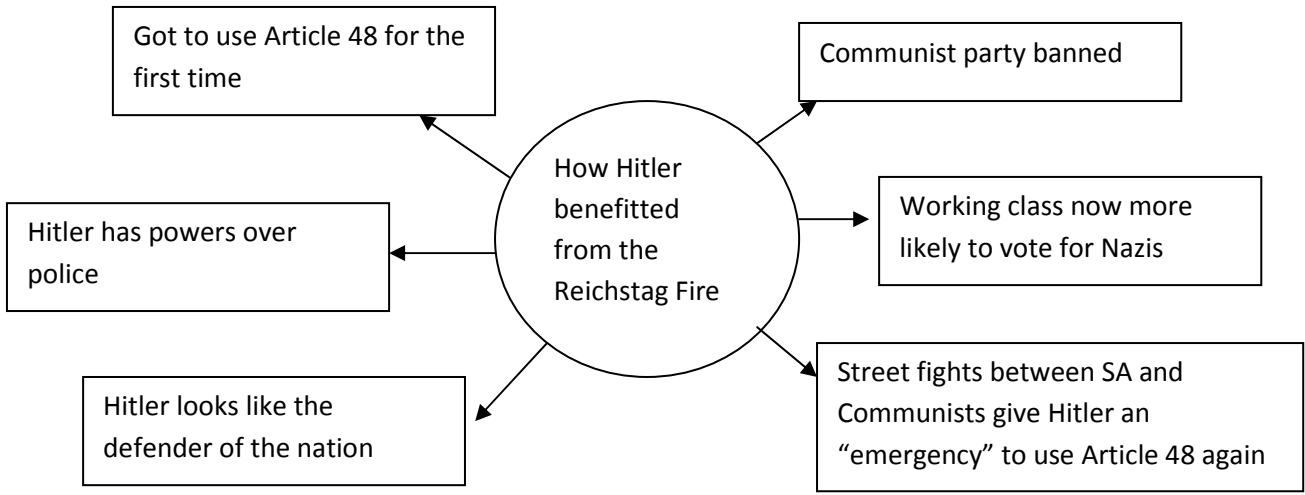 Got to use Article 48 for the
first time
Communist party banned
How Hitler
benefitted
from the
Reichstag Fire
Hitler has powers over
police
Working class now more
likely to vote for Nazis
Hitler looks like the
defender of the nation
Street fights between SA and
Communists give Hitler an
“emergency” to use Article 48 again